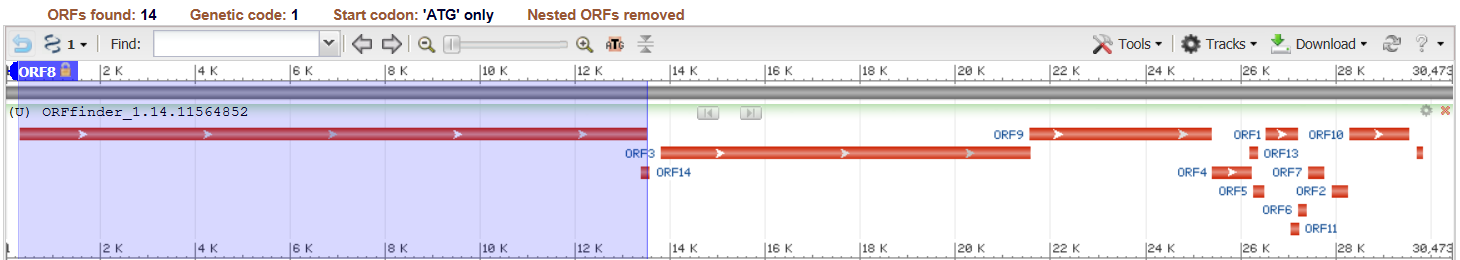 ORFs found: 14 Genetic code: 1 Start codon: 'ATG' only Nested ORFs removed
1 Find: ATG Tools Tracks Download ?
ORF8 2 K 4 K 6 K 8 K 10 K 12 K 14 K 16 K 18 K 20 K 22 K 24 K 26 K 28 K 30,473
(U) ORFfinder_1.14.11564852
ORF9 ORF1 ORF10
ORF3 ORF13
ORF14 ORF4 ORF7
ORF5 ORF2
ORF6
ORF11
1 2 K 4 K 6 K 8 K 10 K 12 K 14 K 16 K 18 K 20 K 22 K 24 K 26 K 28 K 30,473